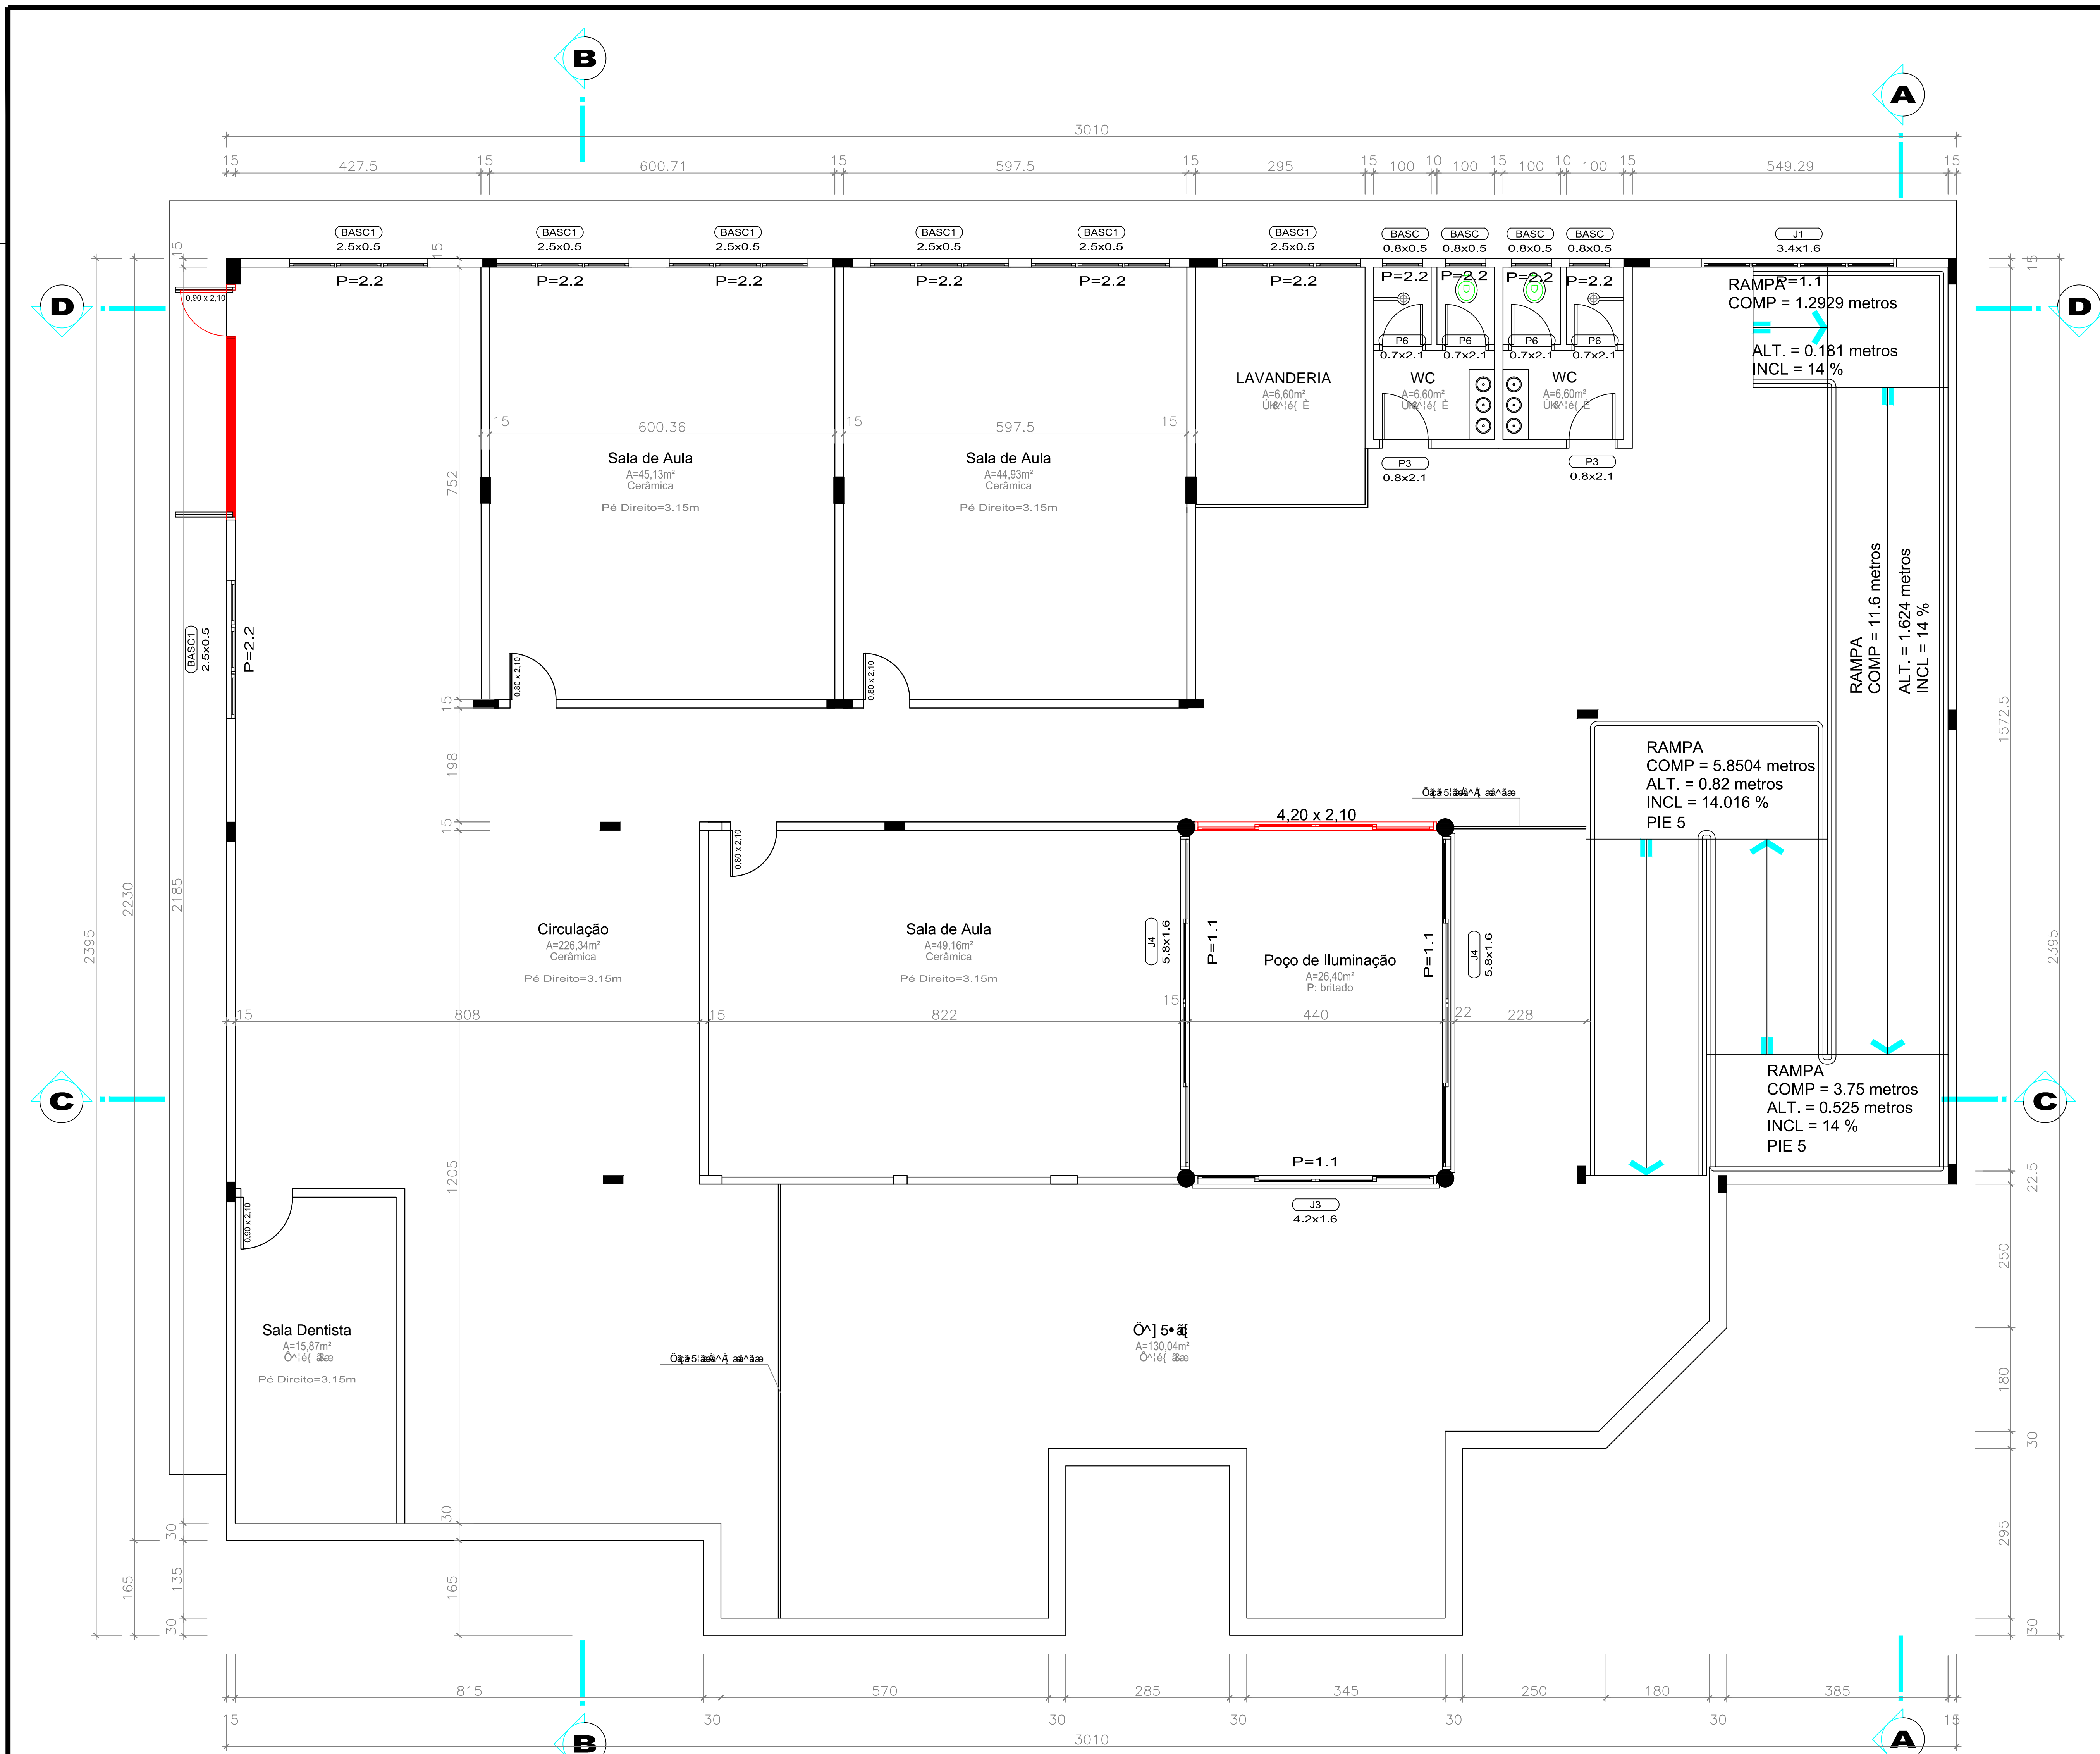 B
A
3010
15
427.5
15
600.71
15
597.5
15
295
15
100
10
100
15
100
10
100
15
549.29
15
BASC1
2.5x0.5
BASC1
2.5x0.5
BASC1
2.5x0.5
BASC1
2.5x0.5
BASC1
2.5x0.5
BASC1
2.5x0.5
BASC
0.8x0.5
BASC
0.8x0.5
BASC
0.8x0.5
BASC
0.8x0.5
J1
3.4x1.6
15
15
15
P=2.2
P=2.2
P=2.2
P=2.2
P=2.2
P=2.2
P=2.2
P=2.2
P=2.2
P=2.2
P=1.1
D
0,90 x 2,10
D
RAMPA
COMP = 1.2929 metros
ALT. = 0.181 metros
INCL = 14 %
P6
0.7x2.1
P6
0.7x2.1
P6
0.7x2.1
P6
0.7x2.1
LAVANDERIA
A=6,60m²
WC
A=6,60m²
WC
A=6,60m²
15
600.36
15
597.5
15
Sala de Aula
A=45,13m²
Cerâmica
Pé Direito=3.15m
Sala de Aula
A=44,93m²
Cerâmica
Pé Direito=3.15m
P3
0.8x2.1
P3
0.8x2.1
752
BASC1
2.5x0.5
P=2.2
0,80 x 2,10
0,80 x 2,10
RAMPA
COMP = 11.6 metros
ALT. = 1.624 metros
INCL = 14 %
1572.5
15
198
15
RAMPA
COMP = 5.8504 metros
ALT. = 0.82 metros
INCL = 14.016 %
PIE 5
4,20 x 2,10
0,80 x 2,10
2395
2230
2185
2395
Circulação
A=226,34m²
Cerâmica
Pé Direito=3.15m
Sala de Aula
A=49,16m²
Cerâmica
Pé Direito=3.15m
J4
5.8x1.6
P=1.1
Poço de Iluminação
A=26,40m²
P: britado
P=1.1
J4
5.8x1.6
15
808
15
822
15
440
22
228
C
RAMPA
COMP = 3.75 metros
ALT. = 0.525 metros
INCL = 14 %
PIE 5
C
1205
P=1.1
J3
4.2x1.6
22.5
0,90 x 2,10
250
Sala Dentista
A=15,87m²
Pé Direito=3.15m
A=130,04m²
180
30
30
30
295
165
135
165
30
30
815
570
285
345
250
180
385
15
30
30
30
30
30
15
3010
B
A